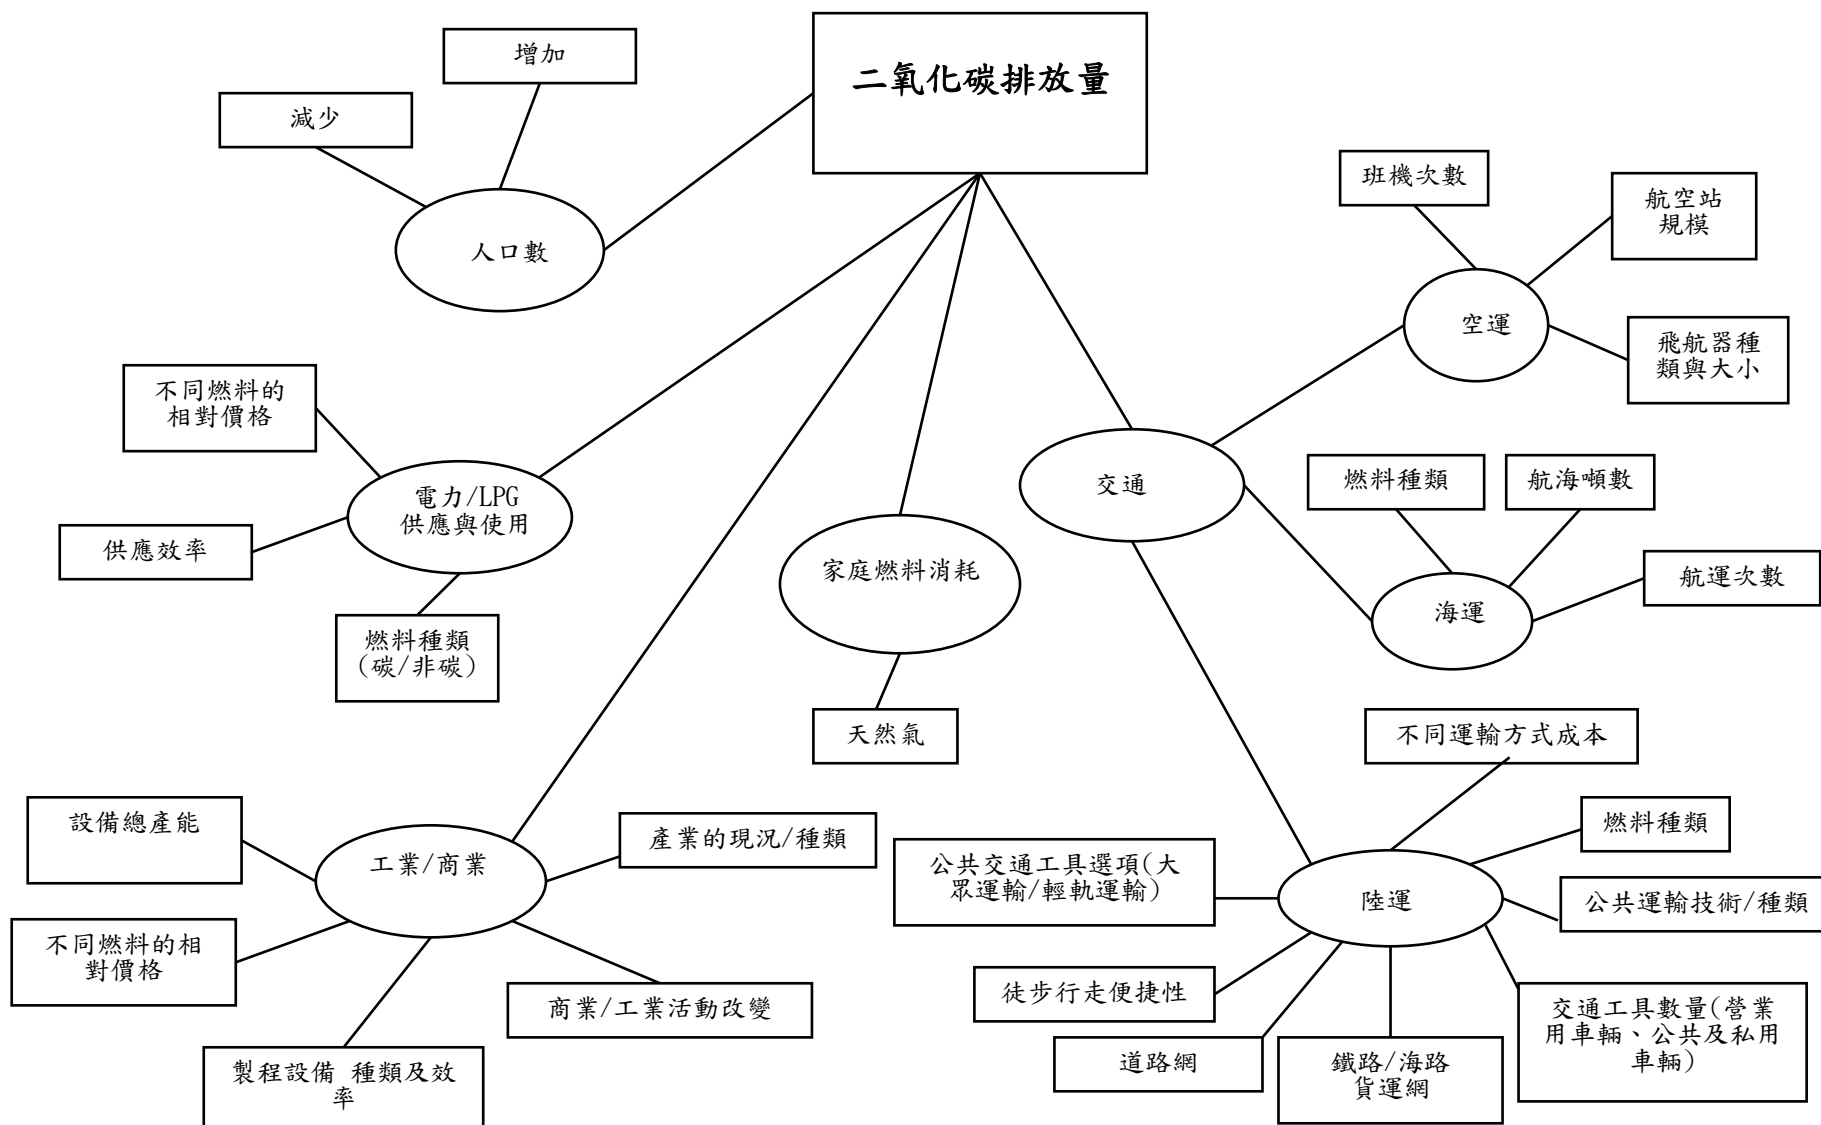 二氧化碳排放量
增加
減少
人口數
班機次數
航空站
規模
空運
飛航器種
類與大小
不同燃料的
相對價格
電力/LPG
供應與使用
供應效率
燃料種類
(碳/非碳)
家庭燃料消耗
天然氣
交通
燃料種類
航海噸數
航運次數
海運
不同運輸方式成本
燃料種類
公共交通工具選項(大
眾運輸/輕軌運輸)
陸運
公共運輸技術/種類
徒步行走便捷性
道路網
鐵路/海路
貨運網
交通工具數量(營業
用車輛、公共及私用
車輛)
設備總產能
工業/商業
產業的現況/種類
不同燃料的相
對價格
商業/工業活動改變
製程設備 種類及效
率